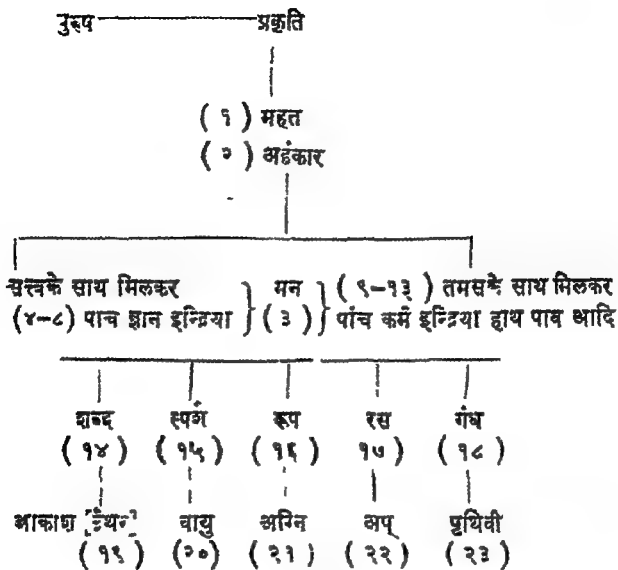 पुरुष प्रकृति
( १ ) महत
( २ ) अहंकार
सत्त्वके साथ मिलकर } मन { ( ९-१३ ) तमसके साथ मिलकर
(४-८) पाच ज्ञान इन्द्रिया } ( ३ ) } पांच कर्म इन्द्रिया हाथ पाव आदि
शब्द स्पर्श रूप रस गंध
( १४ ) (१५ ) ( १६ ) १७ ) ( १८ )
आकाश वायु अग्नि अप् पृथिवी
(१९ ) (२०) (२१) ( २२ ) ( २३ )